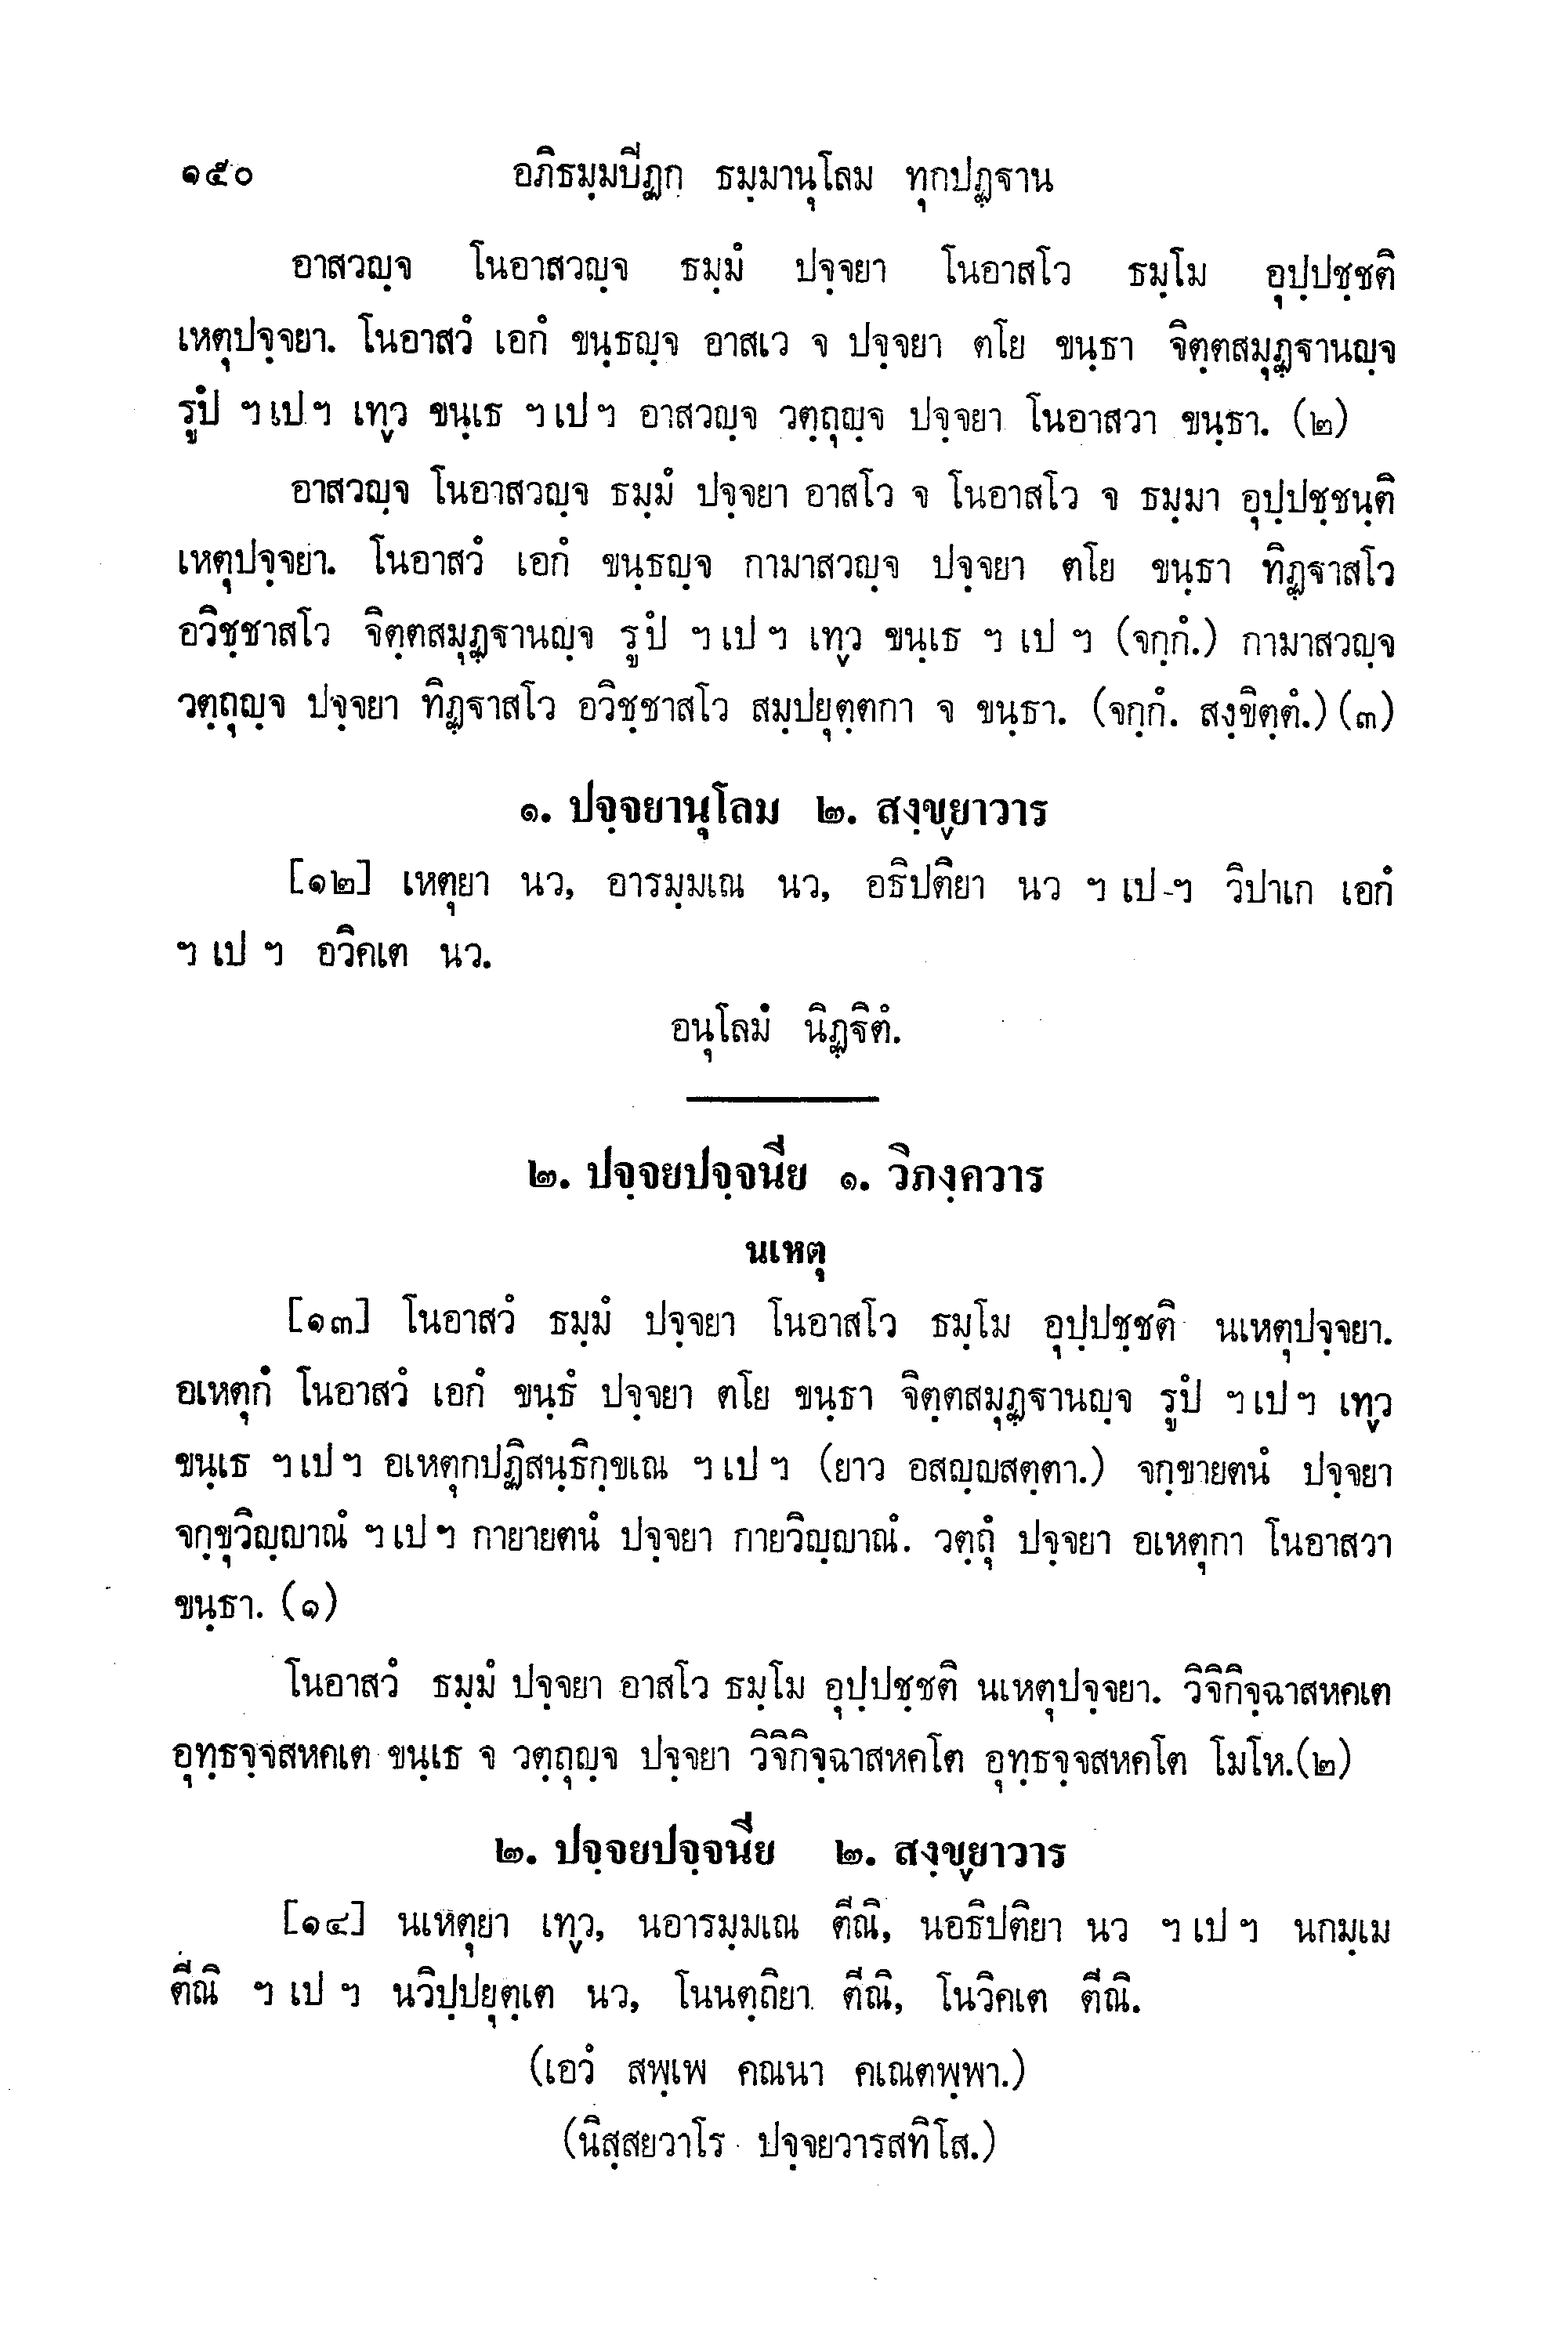 ๑๕๐ อภิธมฺมปิฏก ธมฺมานุโลม ทุกปฏฺฐาน
อาสวญฺจ โนอาสวญฺจ ธมฺมํ ปจฺจยา โนอาสโว ธมฺโม อุปฺปชฺชติ
เหตุปจฺจยา. โนอาสวํ เอกํ ขนฺธญฺจ อาสเว จ ปจฺจยา ตโย ขนฺธา จิตฺตสมุฏฺฐานญฺจ
รูปํ ฯเปฯ เทฺว ขนฺเธ ฯเปฯ อาสวญฺจ วตฺถุญฺจ ปจฺจยา โนอาสวา ขนฺธา. (๒)
อาสวญฺจ โนอาสวญฺจ ธมฺมํ ปจฺจยา อาสโว จ โนอาสโว จ ธมฺมา อุปฺปชฺชนฺติ
เหตุปจฺจยา. โนอาสวํ เอกํ ขนฺธญฺจ กามาสวญฺจ ปจฺจยา ตโย ขนฺธา ทิฏฺฐาสโว
อวิชฺชาสโว จิตฺตสมุฏฺฐานญฺจ รูปํ ฯเปฯ เทฺว ขนฺเธ ฯ เป ฯ (จกฺกํ.) กามาสวญฺจ
วตฺถุญฺจ ปจฺจยา ทิฏฺฐาสโว อวิชฺชาสโว สมฺปยุตฺตกา จ ขนฺธา. (จกฺกํ. สงฺขิตฺตํ.) (๓)
๑. ปจฺจยานุโลม ๒. สงฺขฺยาวาร
[๑๒] เหตุยา นว, อารมฺมเณ นว, อธิปติยา นว ฯ เป ฯ วิปาเก เอกํ
ฯ เป ฯ อวิคเต นว.
อนุโลมํ นิฏฺฐิตํ.
๒. ปจฺจยปจฺจนีย ๑. วิภงฺควาร
นเหตุ
[๑๓] โนอาสวํ ธมฺมํ ปจฺจยา โนอาสโว ธมฺโม อุปฺปชฺชติ นเหตุปจฺจยา.
อเหตุกํ โนอาสวํ เอกํ ขนฺธํ ปจฺจยา ตโย ขนฺธา จิตฺตสมุฏฺฐานญฺจ รูปํ ฯเปฯ เทฺว
ขนฺเธ ฯเปฯ อเหตุกปฏิสนฺธิกฺขเณ ฯเปฯ (ยาว อสญฺญสตฺตา.) จกฺขายตนํ ปจฺจยา
จกฺขุวิญฺญาณํ ฯเปฯ กายายตนํ ปจฺจยา กายวิญฺญาณํ. วตฺถุํ ปจฺจยา อเหตุกา โนอาสวา
ขนฺธา. (๑)
โนอาสวํ ธมฺมํ ปจฺจยา อาสโว ธมฺโม อุปฺปชฺชติ นเหตุปจฺจยา. วิจิกิจฺฉาสหคเต
อุทฺธจฺจสหคเต ขนฺเธ จ วตฺถุญฺจ ปจฺจยา วิจิกิจฺฉาสหคโต อุทฺธจฺจสหคโต โมโห.(๒)
๒. ปจฺจยปจฺจนีย ๒. สงฺขฺยาวาร
[๑๔] นเหตุยา เทฺว, นอารมฺมเณ ตีณิ, นอธิปติยา นว ฯ เป ฯ นกมฺเม
ตีณิ ฯ เป ฯ นวิปฺปยุตฺเต นว, โนนตฺถิยา ตีณิ, โนวิคเต ตีณิ.
(เอวํ สพฺเพ คณนา คเณตพฺพา.)
(นิสฺสยวาโร ปจฺจยวารสทิโส.)